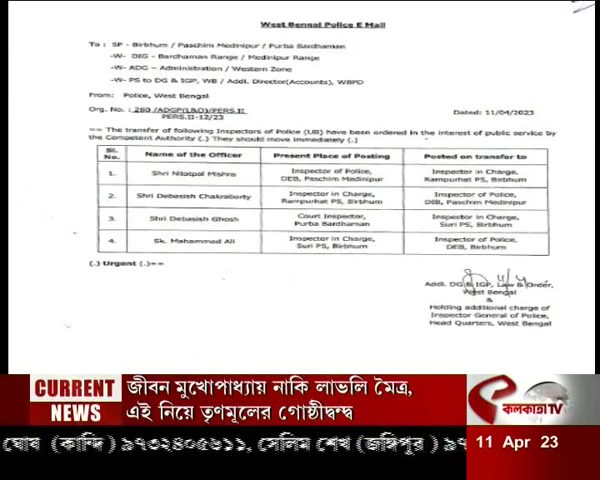 West Bengal Police E Mail
To : SP - Birbhum / Paschim Medinipur / Purba Bardhaman
-W- DIG - Bardhaman Range / Medinipur Range
-W- ADG - Administration / Western Zone
-W- PS to DG & IGP, WB / Addl. Director(Accounts), WBPD
From: Police, West Bengal
Org. No. : 260 /ADGP(L&O)/PERS.II
PERS.II-12/23
Dated: 11/04/2023
== The transfer of following Inspectors of Police (UB) have been ordered in the interest of public service by
the Competent Authority (.) They should move immediately (.)
Sl. No. Name of the Officer Present Place of Posting Posted on transfer to
1. Shri Nilotpal Mishra Inspector of Police, DEB, Paschim Medinipur Inspector in Charge, Rampurhat PS, Birbhum
2. Shri Debasish Chakraborty Inspector in Charge, Rampurhat PS, Birbhum Inspector of Police, DIB, Paschim Medinipur
3. Shri Debasish Ghosh Court Inspector, Purba Bardhaman Inspector in Charge, Suri PS, Birbhum
4. Sk. Mahammad Ali Inspector in Charge, Suri PS, Birbhum Inspector of Police, DEB, Birbhum
(.) Urgent (.)==
Addl. DG & IGP, Law & Order,
West Bengal
&
Holding additional charge of
Inspector General of Police,
Head Quarters, West Bengal
CURRENT NEWS
জীবন মুখোপাধ্যায় নাকি লাভলি মৈত্র,
এই নিয়ে তৃণমূলের গোষ্ঠীদ্বন্দ্ব
কলকাতা TV
ঘোষ (কান্দি) ৯৭৩২৪০৫৬১১, সেলিম শেখ (জঙ্গিপুর) ৯৭
11 Apr 23